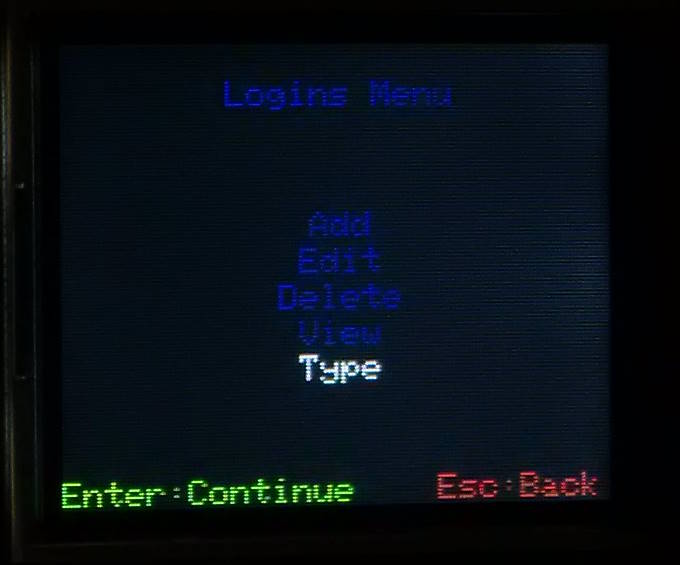 Logins Menu
Add
Edit
Delete
View
Type
Enter:Continue Esc:Back